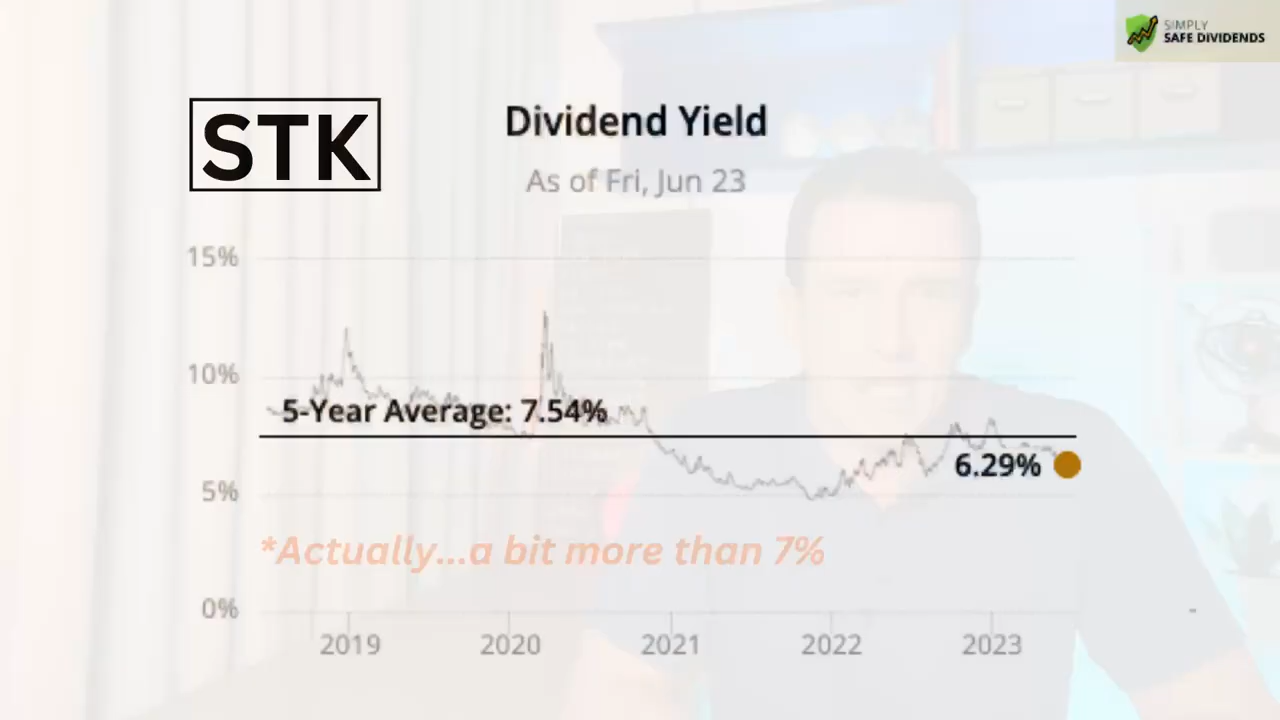 SIMPLY
SAFE DIVIDENDS
STK
Dividend Yield
As of Fri, Jun 23
15%
10%
5-Year Average: 7.54%
6.29%
5%
*Actually...a bit more than 7%
0%
2019 2020 2021 2022 2023